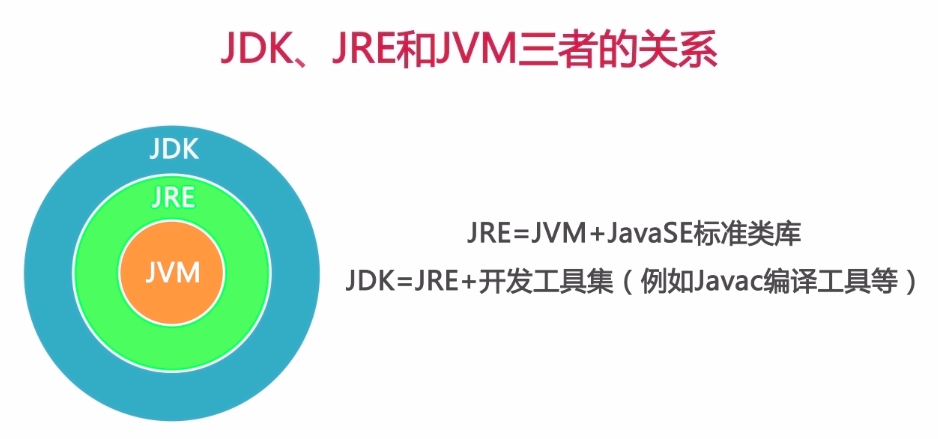 JDK、JRE和JVM三者的关系
JDK
JRE
JVM
JRE=JVM+JavaSE标准类库
JDK=JRE+开发工具集（例如Javac编译工具等）